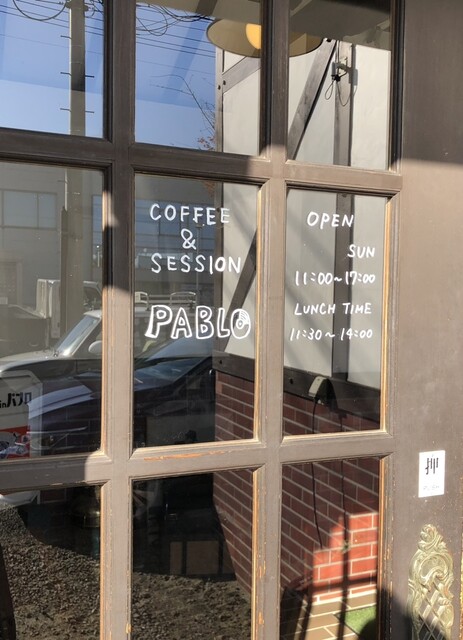 COFFEE
&
SESSION
PABLO
OPEN
SUN
11:00~17:00
LUNCH TIME
11:30~14:00
押